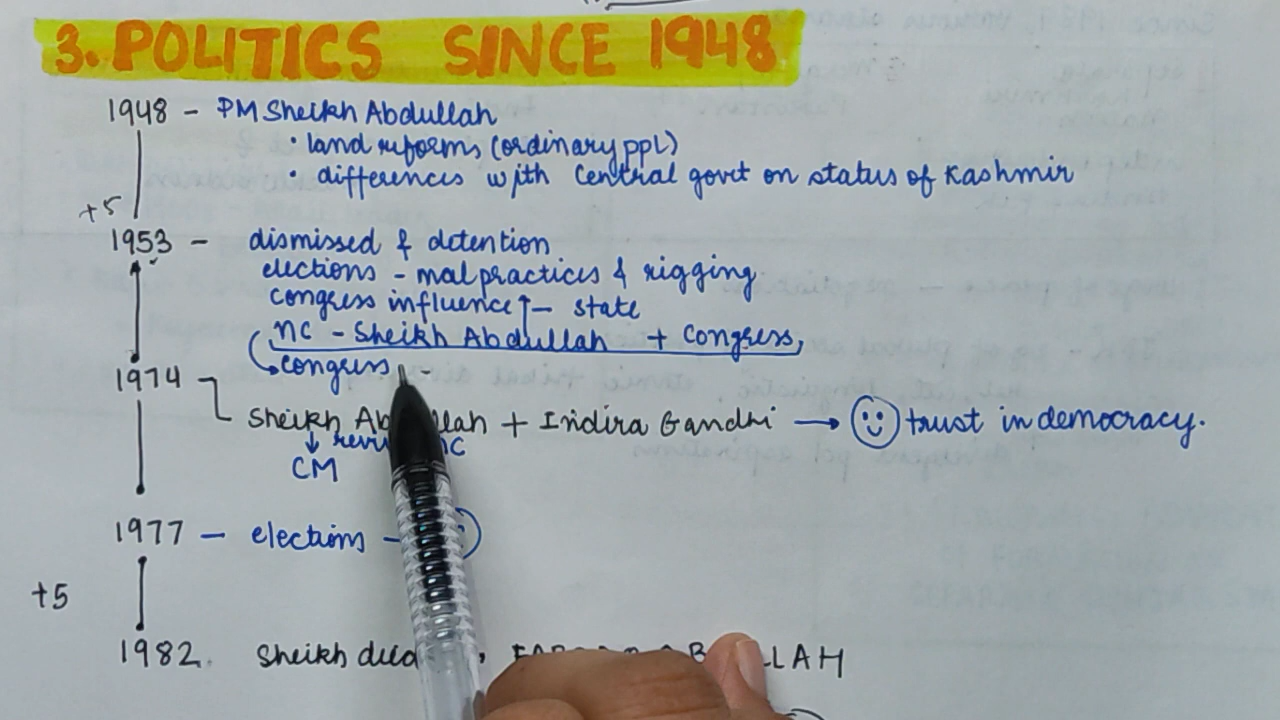 3. POLITICS SINCE 1948
1948 - PM Sheikh Abdullah
• land reforms (ordinary ppl)
• differences with Central govt on status of Kashmir
+5
1953 - dismissed & detention
elections - malpractices & rigging
congress influence ↑ - state
NC - Sheikh Abdullah + Congress,
congress
1974
Sheikh Ab llah + Indira Gandhi → trust in democracy.
↓ NC
CM
1977 - elections -
+5
1982. Sheikh